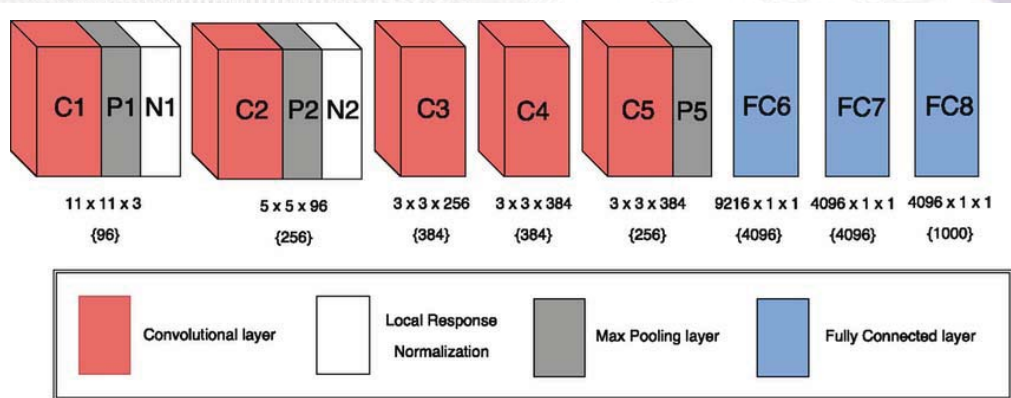 C1 P1 N1 C2 P2 N2 C3 C4 C5 P5 FC6 FC7 FC8
11 x 11 x 3 5 x 5 x 96 3 x 3 x 256 3 x 3 x 384 3 x 3 x 384 9216 x 1 x 1 4096 x 1 x 1 4096 x 1 x 1
{96} {256} {384} {384} {256} {4096} {4096} {1000}
Convolutional layer
Local Response
Normalization
Max Pooling layer
Fully Connected layer